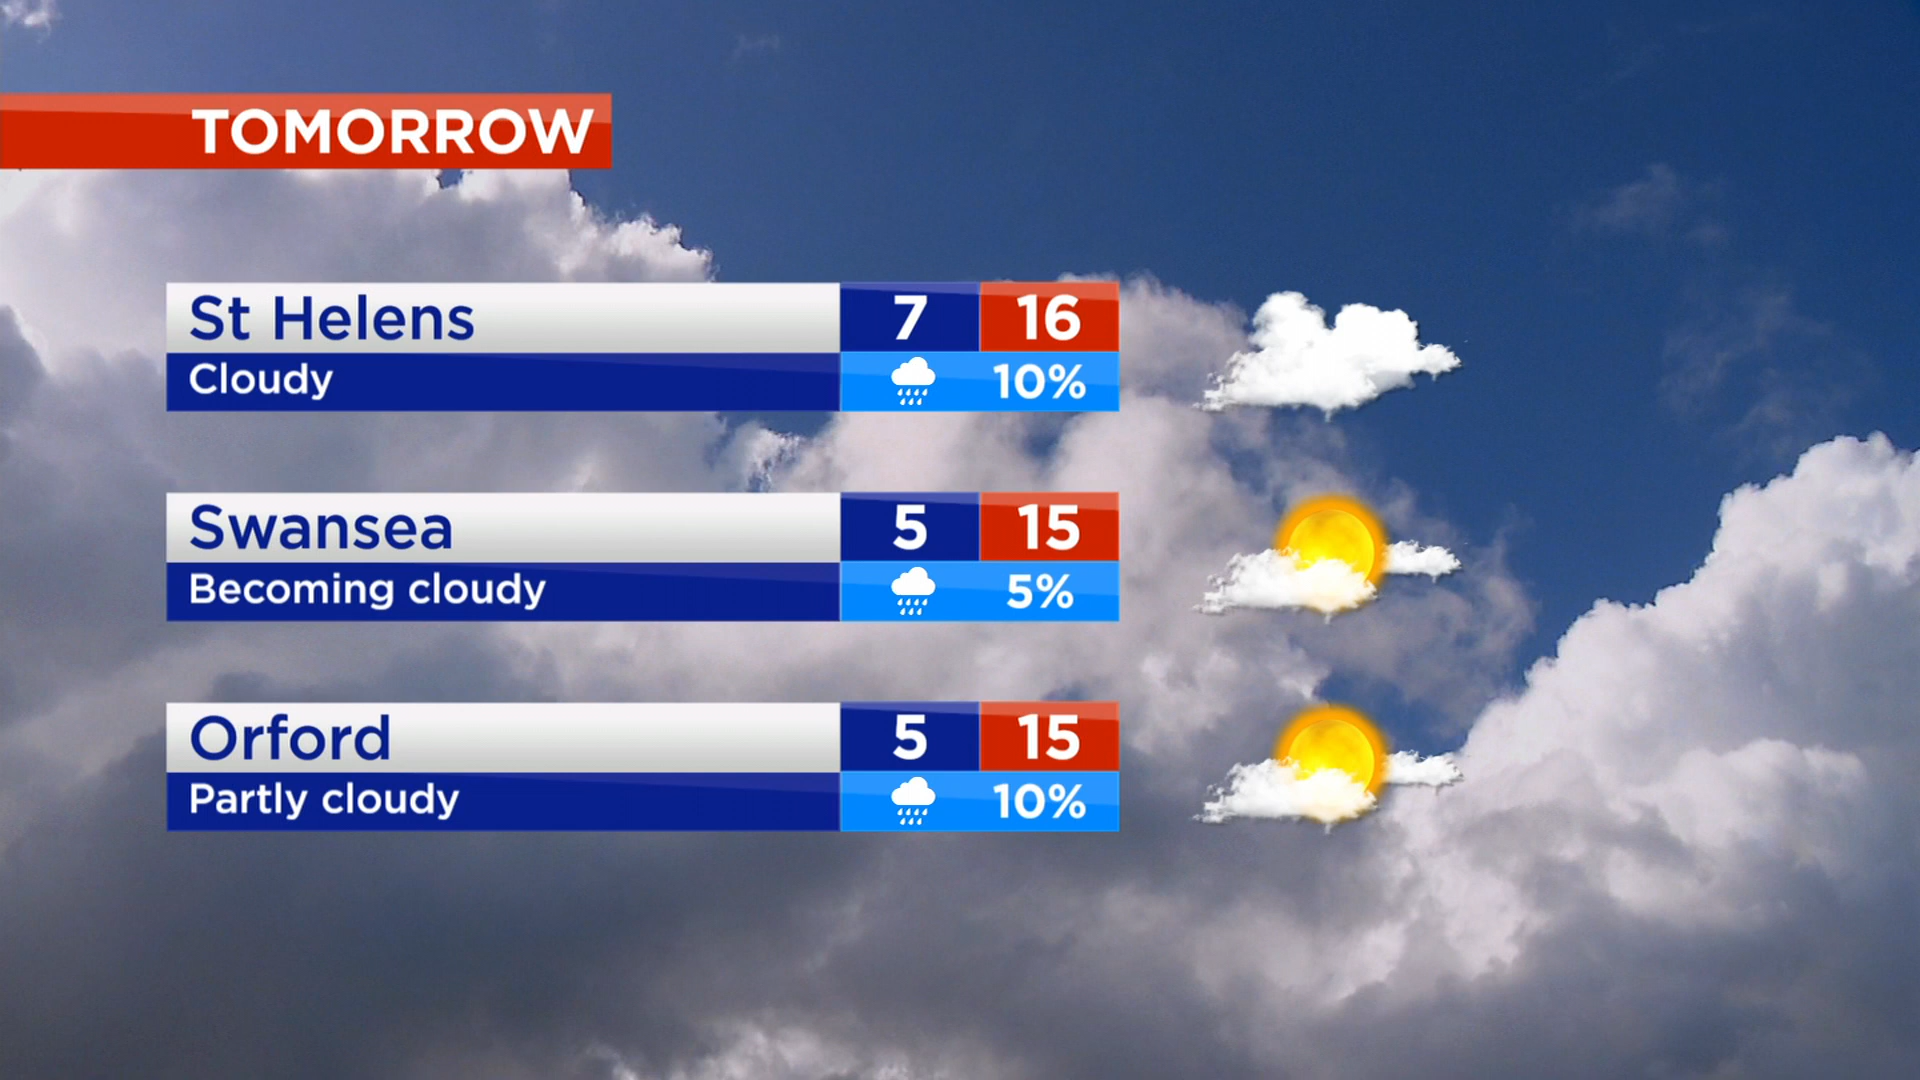 TOMORROW
St Helens 7 16
Cloudy 10%
Swansea 5 15
Becoming cloudy 5%
Orford 5 15
Partly cloudy 10%